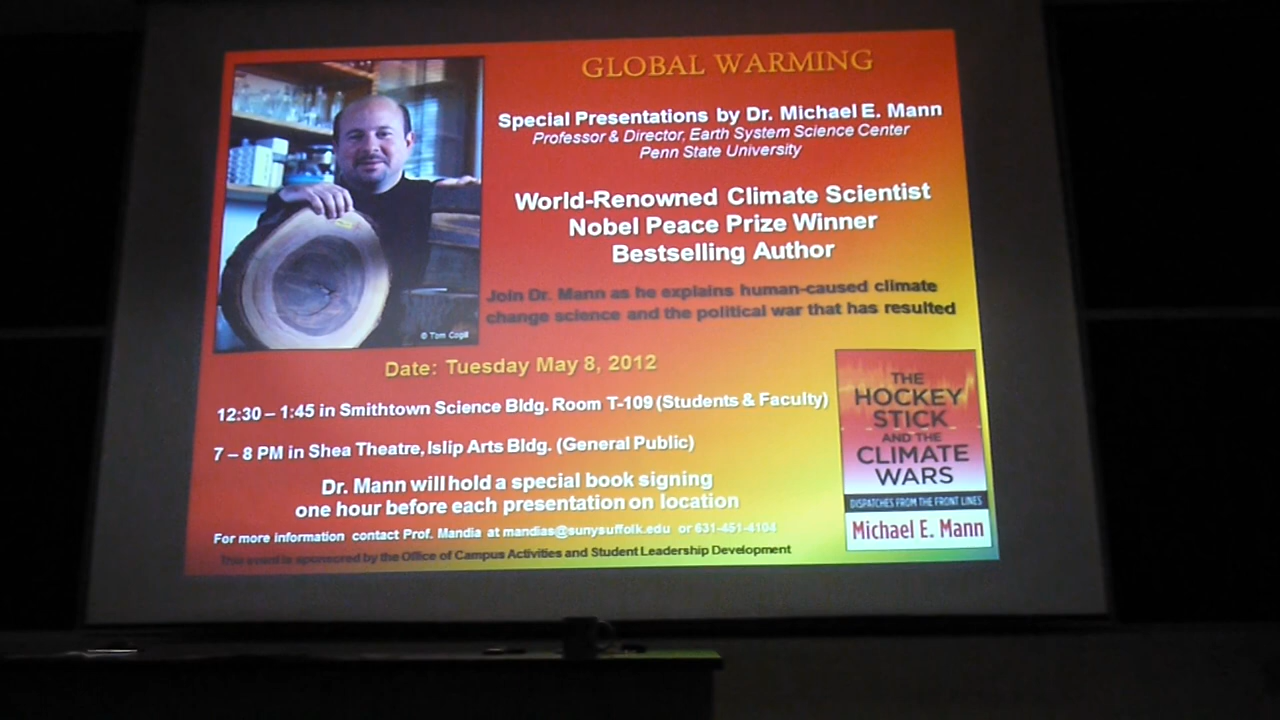 GLOBAL WARMING
Special Presentations by Dr. Michael E. Mann
Professor & Director, Earth System Science Center
Penn State University
World-Renowned Climate Scientist
Nobel Peace Prize Winner
Bestselling Author
Join Dr. Mann as he explains human-caused climate
change science and the political war that has resulted
© Tom Cogill
Date: Tuesday May 8, 2012
12:30 – 1:45 in Smithtown Science Bldg. Room T-109 (Students & Faculty)
7 – 8 PM in Shea Theatre, Islip Arts Bldg. (General Public)
Dr. Mann will hold a special book signing
one hour before each presentation on location
For more information contact Prof. Mandia at mandias@sunysuffolk.edu or 631-451-4104
This event is sponsored by the Office of Campus Activities and Student Leadership Development
THE
HOCKEY
STICK
AND THE
CLIMATE
WARS
DISPATCHES FROM THE FRONT LINES
Michael E. Mann